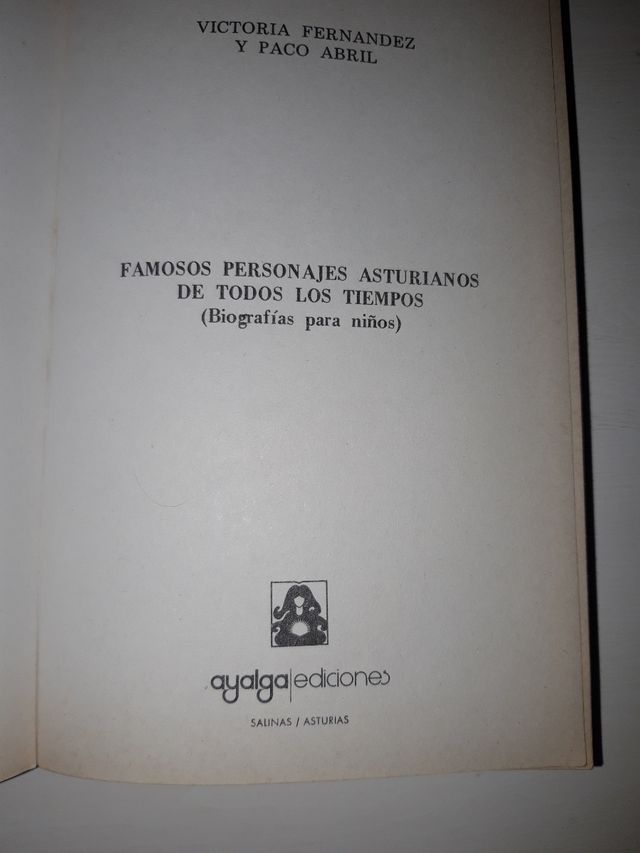 VICTORIA FERNANDEZ
Y PACO ABRIL
FAMOSOS PERSONAJES ASTURIANOS
DE TODOS LOS TIEMPOS
(Biografías para niños)
ayalga|ediciones
SALINAS / ASTURIAS